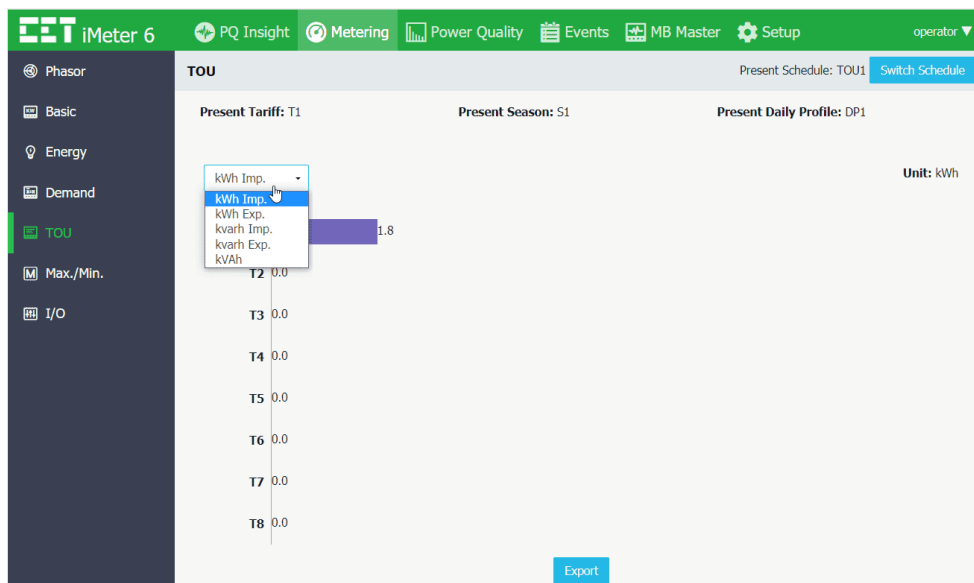 CET iMeter 6
PQ Insight
Metering
Power Quality
Events
MB Master
Setup
operator ▼
Phasor
Basic
Energy
Demand
TOU
Max./Min.
I/O
TOU
Present Schedule: TOU1
Switch Schedule
Present Tariff: T1
Present Season: S1
Present Daily Profile: DP1
kWh Imp.
Unit: kWh
kWh Imp.
kWh Exp.
kvarh Imp.
kvarh Exp.
kVAh
1.8
T2 0.0
T3 0.0
T4 0.0
T5 0.0
T6 0.0
T7 0.0
T8 0.0
Export